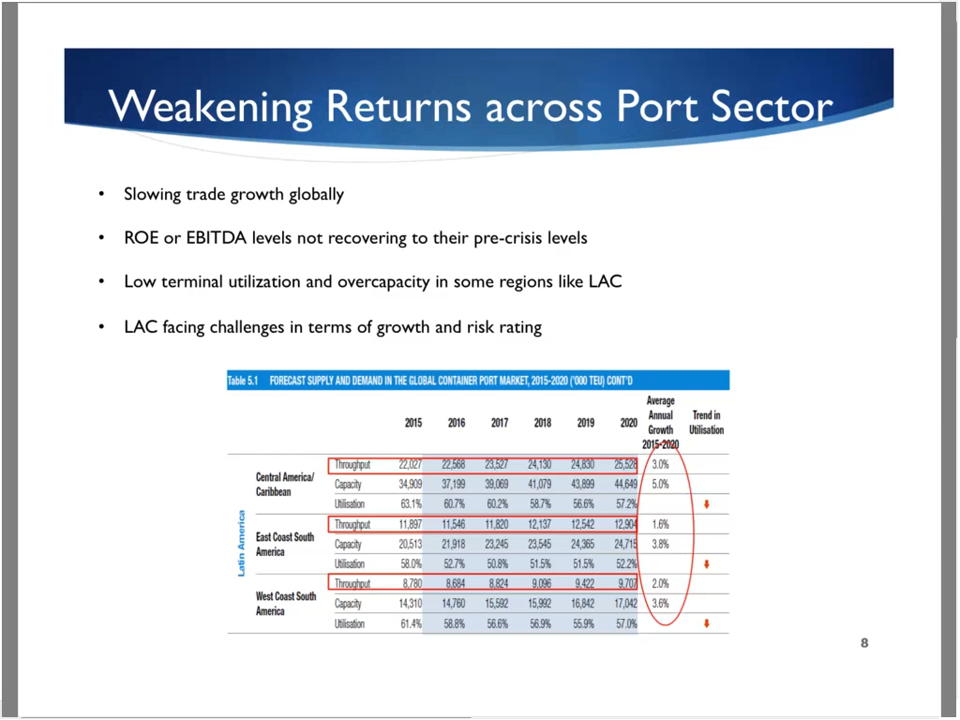 Weakening Returns across Port Sector
• Slowing trade growth globally
• ROE or EBITDA levels not recovering to their pre-crisis levels
• Low terminal utilization and overcapacity in some regions like LAC
• LAC facing challenges in terms of growth and risk rating
Table 5.1 FORECAST SUPPLY AND DEMAND IN THE GLOBAL CONTAINER PORT MARKET, 2015-2020 ('000 TEU) CONT'D
2015 2016 2017 2018 2019 2020 Average Annual Growth 2015-2020 Trend in Utilisation
Latin America
Central America/ Caribbean
Throughput 22,027 22,568 23,527 24,130 24,830 25,528 3.0%
Capacity 34,909 37,199 39,069 41,079 43,899 44,649 5.0%
Utilisation 63.1% 60.7% 60.2% 58.7% 56.6% 57.2%
East Coast South America
Throughput 11,897 11,546 11,820 12,137 12,542 12,904 1.6%
Capacity 20,513 21,918 23,245 23,545 24,365 24,715 3.8%
Utilisation 58.0% 52.7% 50.8% 51.5% 51.5% 52.2%
West Coast South America
Throughput 8,780 8,684 8,824 9,096 9,422 9,707 2.0%
Capacity 14,310 14,760 15,592 15,992 16,842 17,042 3.6%
Utilisation 61.4% 58.8% 56.6% 56.9% 55.9% 57.0%
8